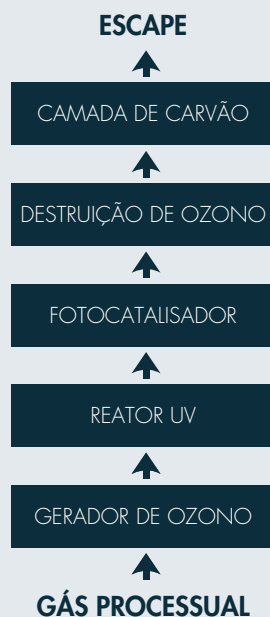 ESCAPE
CAMADA DE CARVÃO
DESTRUIÇÃO DE OZONO
FOTOCATALISADOR
REATOR UV
GERADOR DE OZONO
GÁS PROCESSUAL